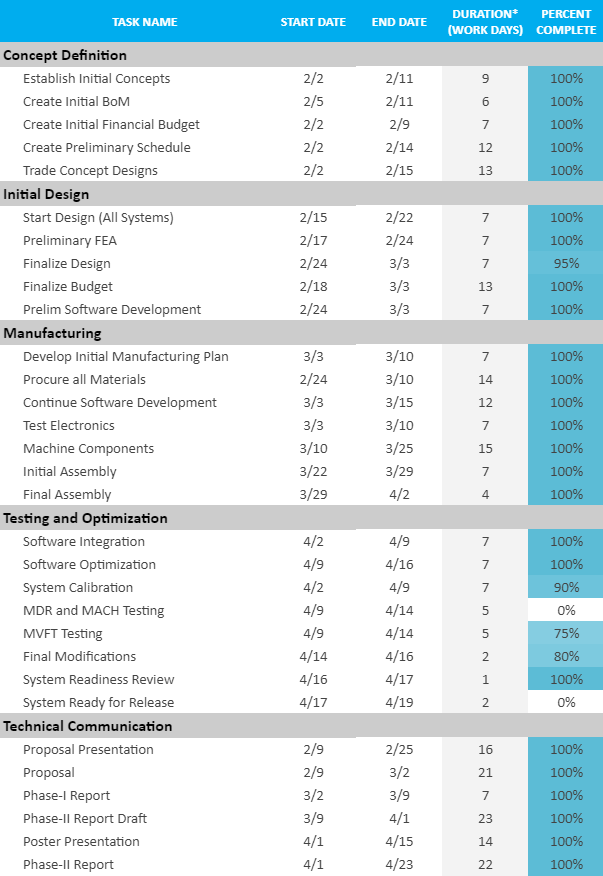 TASK NAME START DATE END DATE DURATION* (WORK DAYS) PERCENT COMPLETE
Concept Definition
Establish Initial Concepts 2/2 2/11 9 100%
Create Initial BoM 2/5 2/11 6 100%
Create Initial Financial Budget 2/2 2/9 7 100%
Create Preliminary Schedule 2/2 2/14 12 100%
Trade Concept Designs 2/2 2/15 13 100%
Initial Design
Start Design (All Systems) 2/15 2/22 7 100%
Preliminary FEA 2/17 2/24 7 100%
Finalize Design 2/24 3/3 7 95%
Finalize Budget 2/18 3/3 13 100%
Prelim Software Development 2/24 3/3 7 100%
Manufacturing
Develop Initial Manufacturing Plan 3/3 3/10 7 100%
Procure all Materials 2/24 3/10 14 100%
Continue Software Development 3/3 3/15 12 100%
Test Electronics 3/3 3/10 7 100%
Machine Components 3/10 3/25 15 100%
Initial Assembly 3/22 3/29 7 100%
Final Assembly 3/29 4/2 4 100%
Testing and Optimization
Software Integration 4/2 4/9 7 100%
Software Optimization 4/9 4/16 7 100%
System Calibration 4/2 4/9 7 90%
MDR and MACH Testing 4/9 4/14 5 0%
MVFT Testing 4/9 4/14 5 75%
Final Modifications 4/14 4/16 2 80%
System Readiness Review 4/16 4/17 1 100%
System Ready for Release 4/17 4/19 2 0%
Technical Communication
Proposal Presentation 2/9 2/25 16 100%
Proposal 2/9 3/2 21 100%
Phase-I Report 3/2 3/9 7 100%
Phase-II Report Draft 3/9 4/1 23 100%
Poster Presentation 4/1 4/15 14 100%
Phase-II Report 4/1 4/23 22 100%